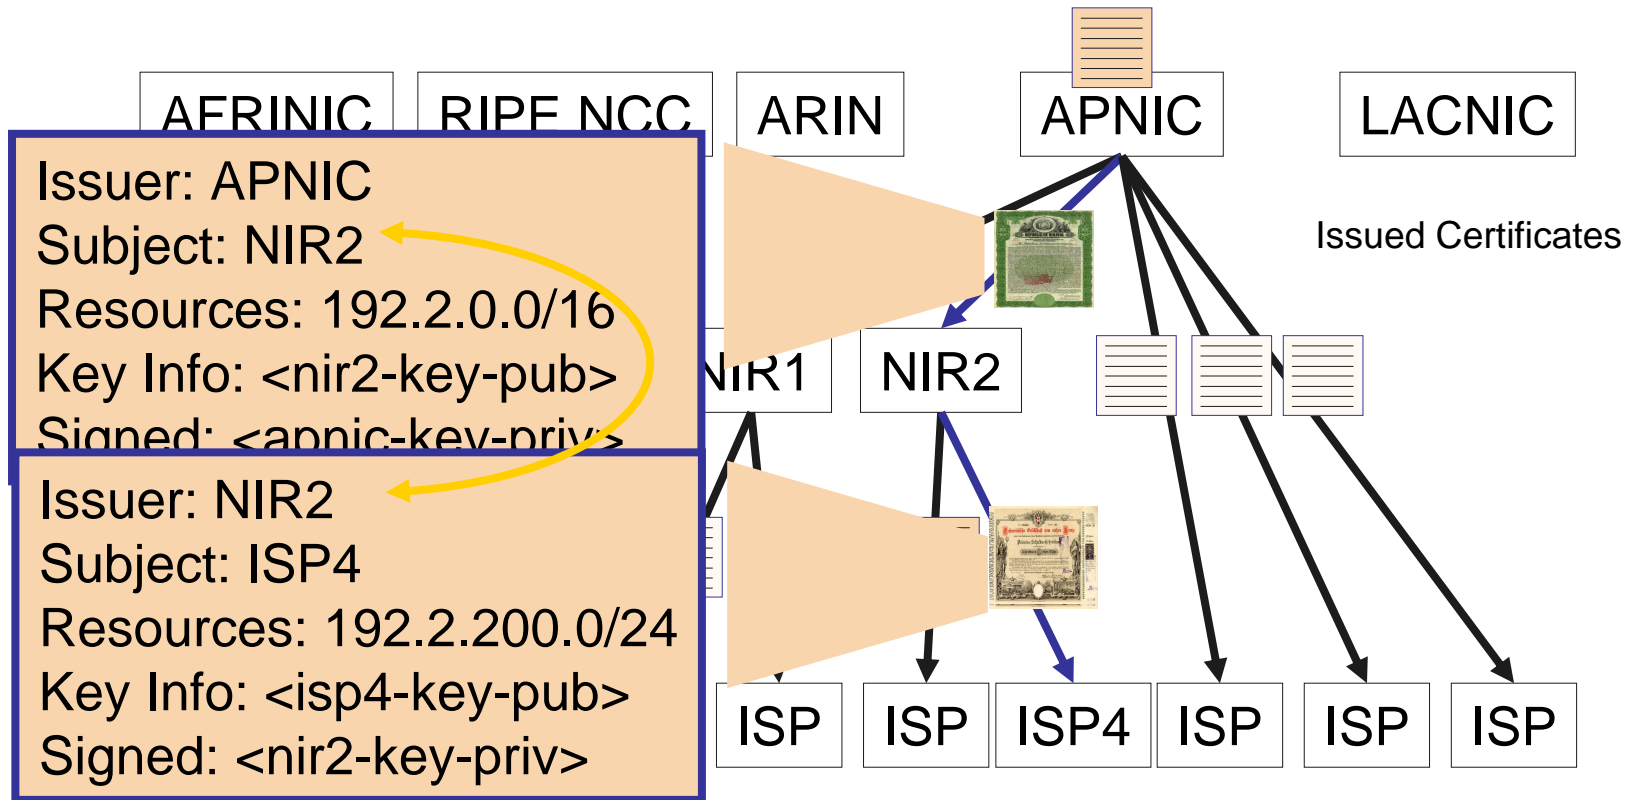 AFRINIC
RIPE NCC
ARIN
APNIC
LACNIC
Issuer: APNIC
Subject: NIR2
Resources: 192.2.0.0/16
Key Info: <nir2-key-pub>
Signed: <apnic-key-priv>
Issued Certificates
NIR1
NIR2
Issuer: NIR2
Subject: ISP4
Resources: 192.2.200.0/24
Key Info: <isp4-key-pub>
Signed: <nir2-key-priv>
ISP
ISP
ISP4
ISP
ISP
ISP